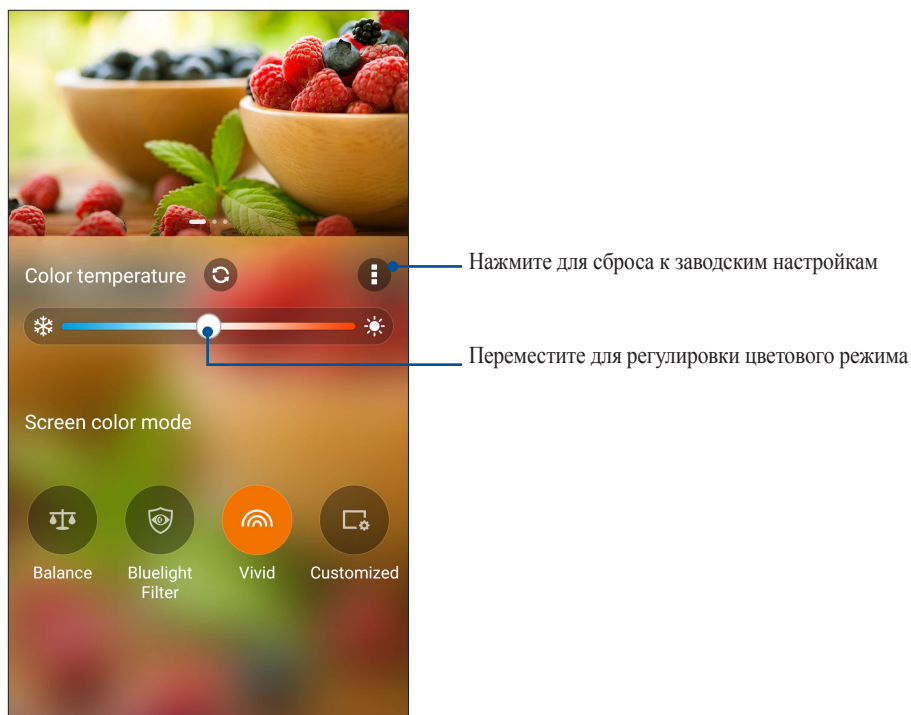 Color temperature
Нажмите для сброса к заводским настройкам
Переместите для регулировки цветового режима
Screen color mode
Balance
Bluelight
Filter
Vivid
Customized